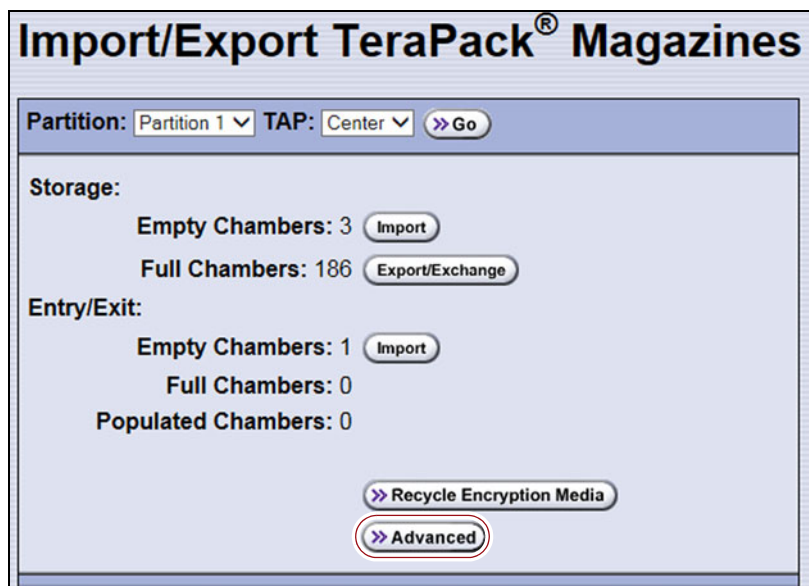 Import/Export TeraPack® Magazines
Partition: Partition 1 TAP: Center >> Go
Storage:
Empty Chambers: 3 Import
Full Chambers: 186 Export/Exchange
Entry/Exit:
Empty Chambers: 1 Import
Full Chambers: 0
Populated Chambers: 0
>> Recycle Encryption Media
>> Advanced